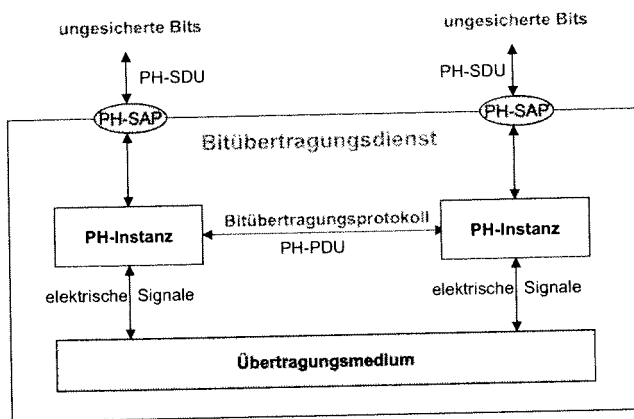 ungesicherte Bits
ungesicherte Bits
PH-SDU
PH-SDU
PH-SAP
PH-SAP
Bitübertragungsdienst
PH-Instanz
Bitübertragungsprotokoll
PH-PDU
PH-Instanz
elektrische Signale
elektrische Signale
Übertragungsmedium